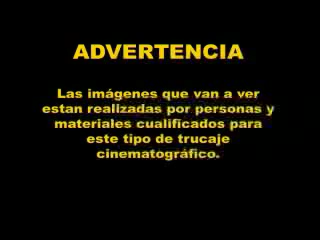 ADVERTENCIA
Las imágenes que van a ver
estan realizadas por personas y
materiales cualificados para
este tipo de trucaje
cinematográfico.